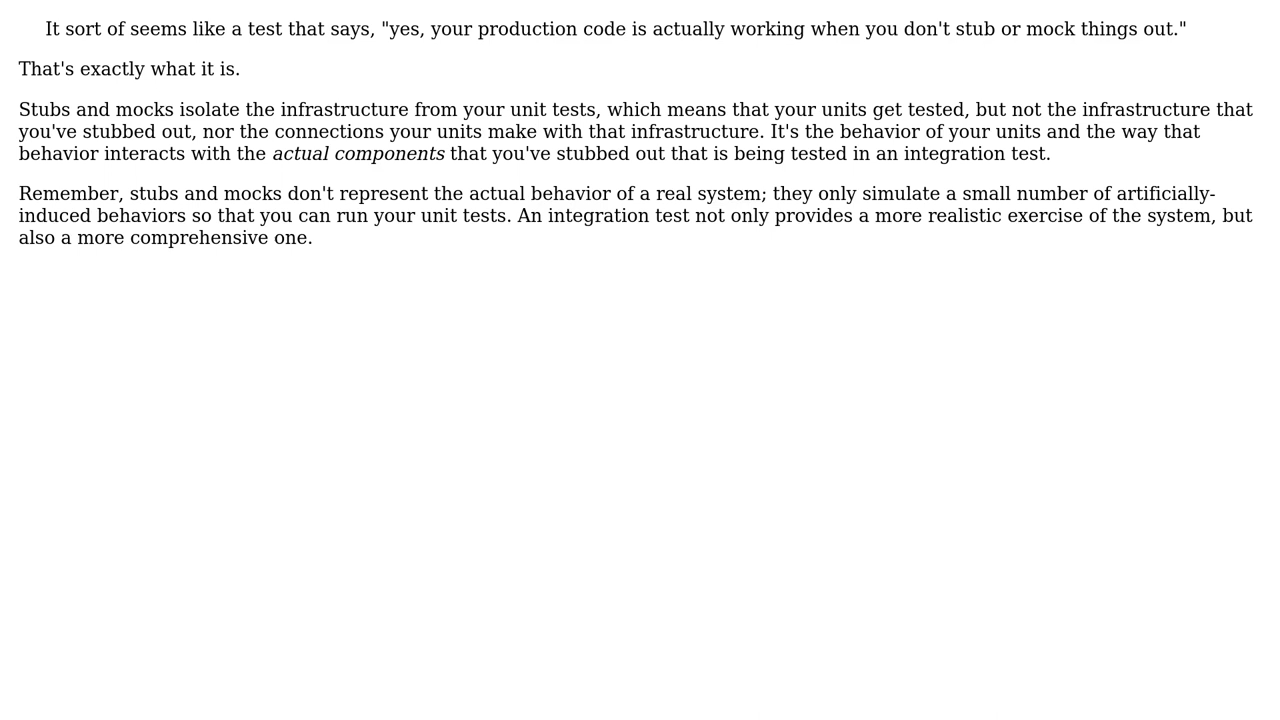 It sort of seems like a test that says, "yes, your production code is actually working when you don't stub or mock things out."
That's exactly what it is.
Stubs and mocks isolate the infrastructure from your unit tests, which means that your units get tested, but not the infrastructure that
you've stubbed out, nor the connections your units make with that infrastructure. It's the behavior of your units and the way that
behavior interacts with the actual components that you've stubbed out that is being tested in an integration test.
Remember, stubs and mocks don't represent the actual behavior of a real system; they only simulate a small number of artificially-
induced behaviors so that you can run your unit tests. An integration test not only provides a more realistic exercise of the system, but
also a more comprehensive one.